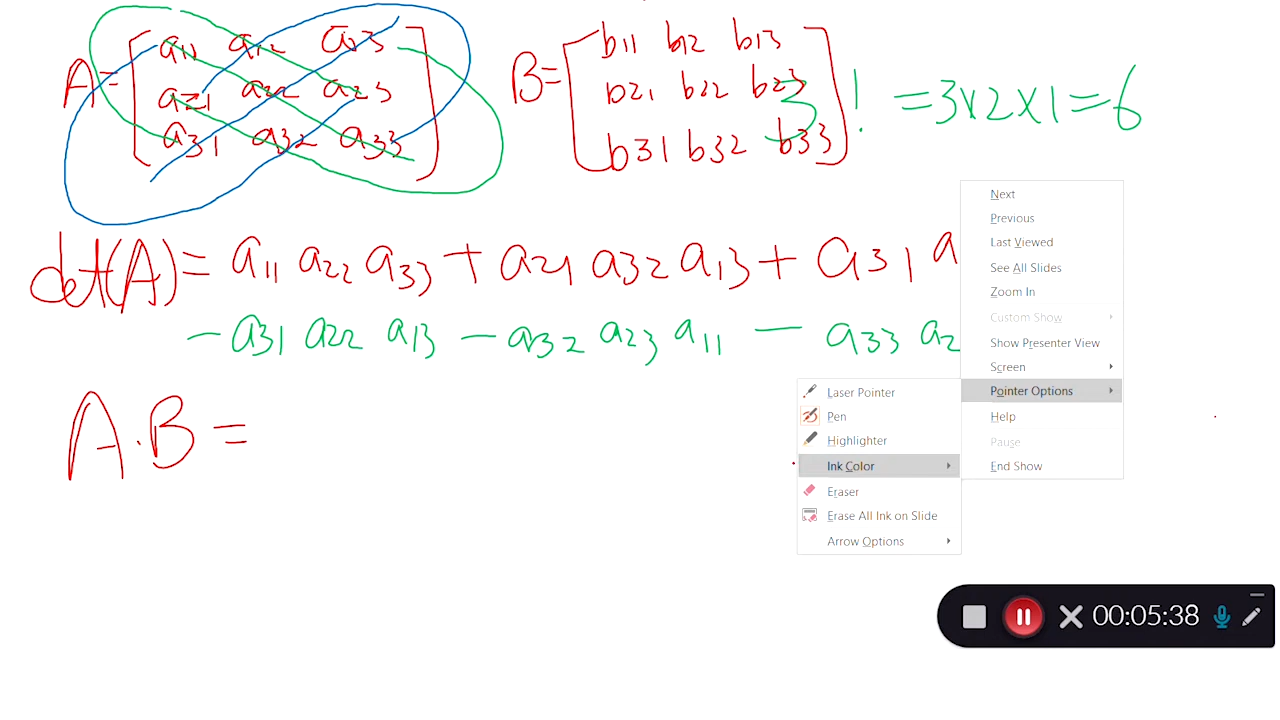 A = [ a11 a12 a13
a21 a22 a23
a31 a32 a33 ]
B = [ b11 b12 b13
b21 b22 b23
b31 b32 b33 ]
3! = 3x2x1 = 6
det(A) = a11 a22 a33 + a21 a32 a13 + a31 a
- a31 a22 a13 - a32 a23 a11 - a33 a2
A.B =
Next
Previous
Last Viewed
See All Slides
Zoom In
Custom Show
Show Presenter View
Screen
Pointer Options
Help
Pause
End Show
Laser Pointer
Pen
Highlighter
Ink Color
Eraser
Erase All Ink on Slide
Arrow Options
00:05:38